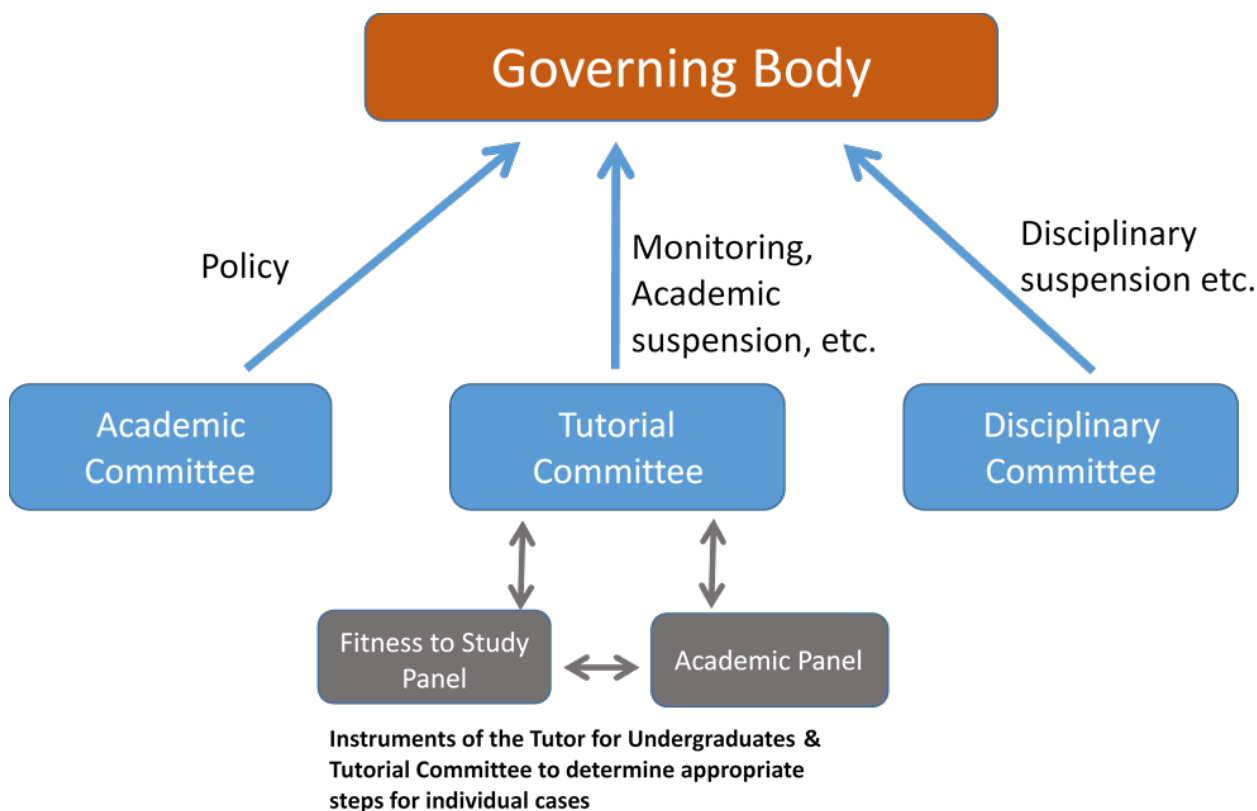 Governing Body
Policy
Monitoring,
Academic
suspension, etc.
Disciplinary
suspension etc.
Academic
Committee
Tutorial
Committee
Disciplinary
Committee
Fitness to Study
Panel
Academic Panel
Instruments of the Tutor for Undergraduates &
Tutorial Committee to determine appropriate
steps for individual cases